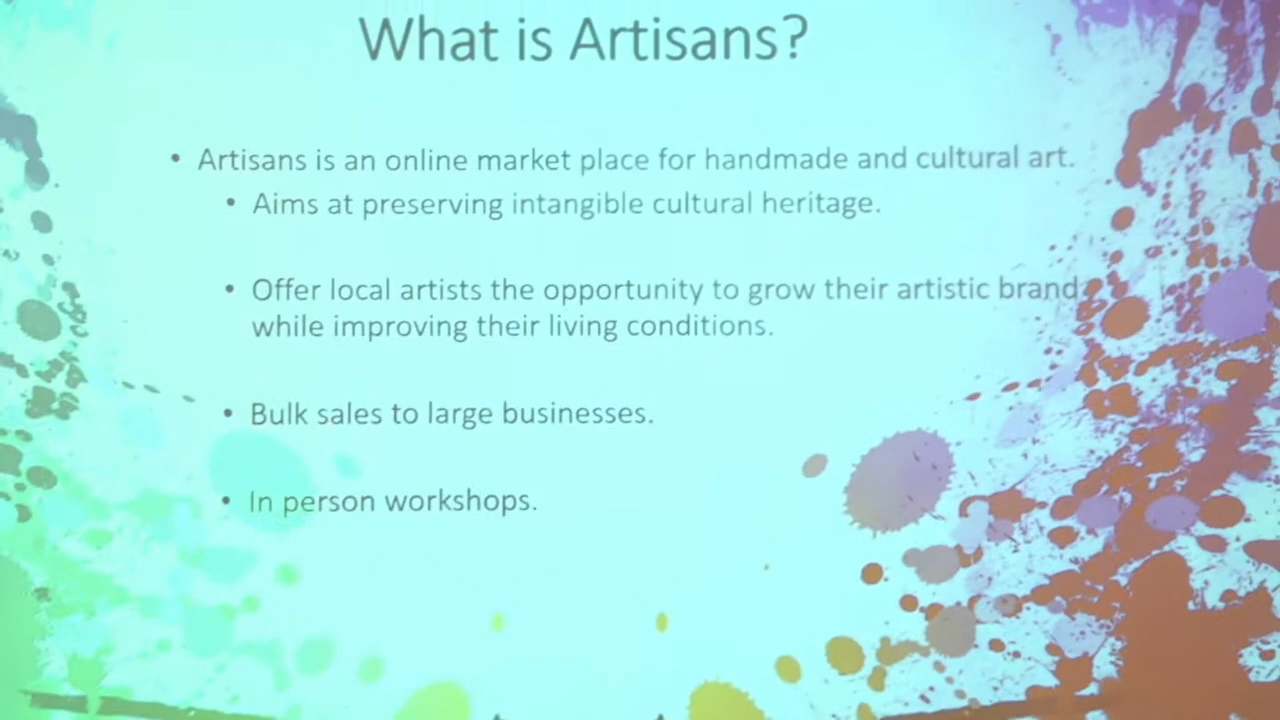 What is Artisans?
• Artisans is an online market place for handmade and cultural art.
• Aims at preserving intangible cultural heritage.
• Offer local artists the opportunity to grow their artistic brand
while improving their living conditions.
• Bulk sales to large businesses.
• In person workshops.